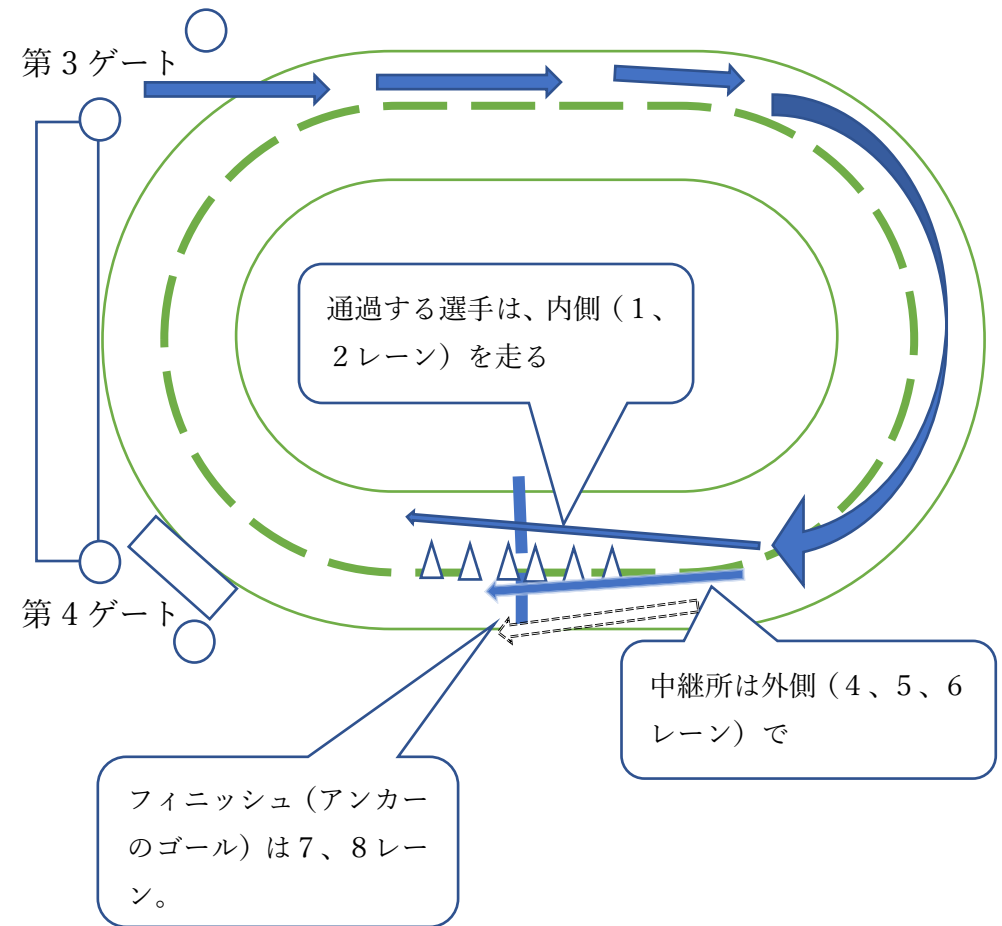 第３ゲート
通過する選手は、内側（１、
２レーン）を走る
第４ゲート
中継所は外側（４、５、６
レーン）で
フィニッシュ（アンカー
のゴール）は７、８レー
ン。